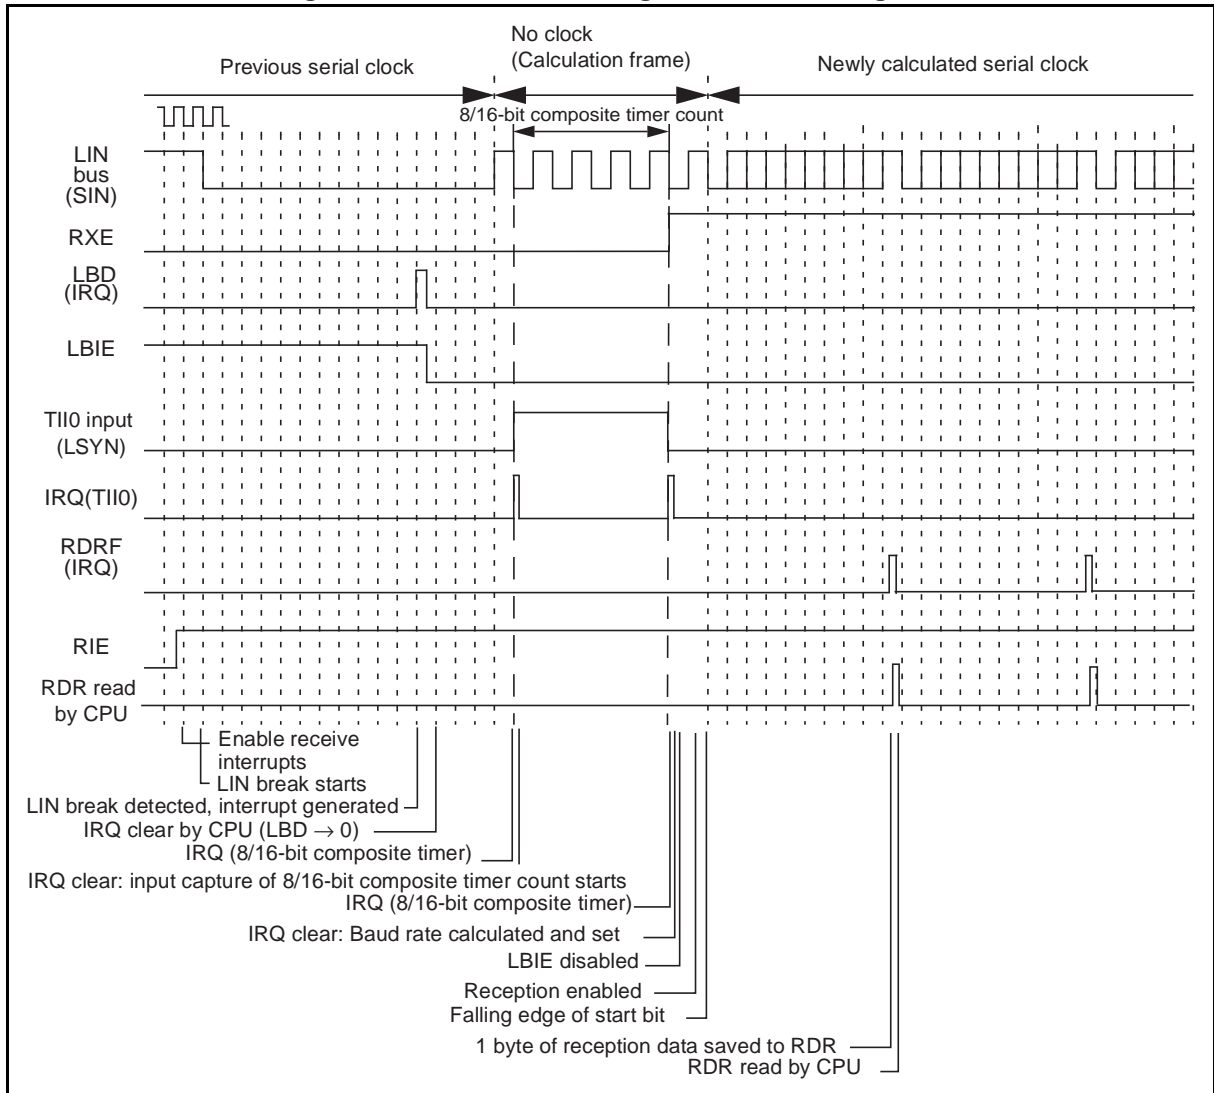 No clock
(Calculation frame)
Previous serial clock
Newly calculated serial clock
8/16-bit composite timer count
LIN
bus
(SIN)
RXE
LBD
(IRQ)
LBIE
TII0 input
(LSYN)
IRQ(TII0)
RDRF
(IRQ)
RIE
RDR read
by CPU
Enable receive
interrupts
LIN break starts
LIN break detected, interrupt generated
IRQ clear by CPU (LBD → 0)
IRQ (8/16-bit composite timer)
IRQ clear: input capture of 8/16-bit composite timer count starts
IRQ (8/16-bit composite timer)
IRQ clear: Baud rate calculated and set
LBIE disabled
Reception enabled
Falling edge of start bit
1 byte of reception data saved to RDR
RDR read by CPU